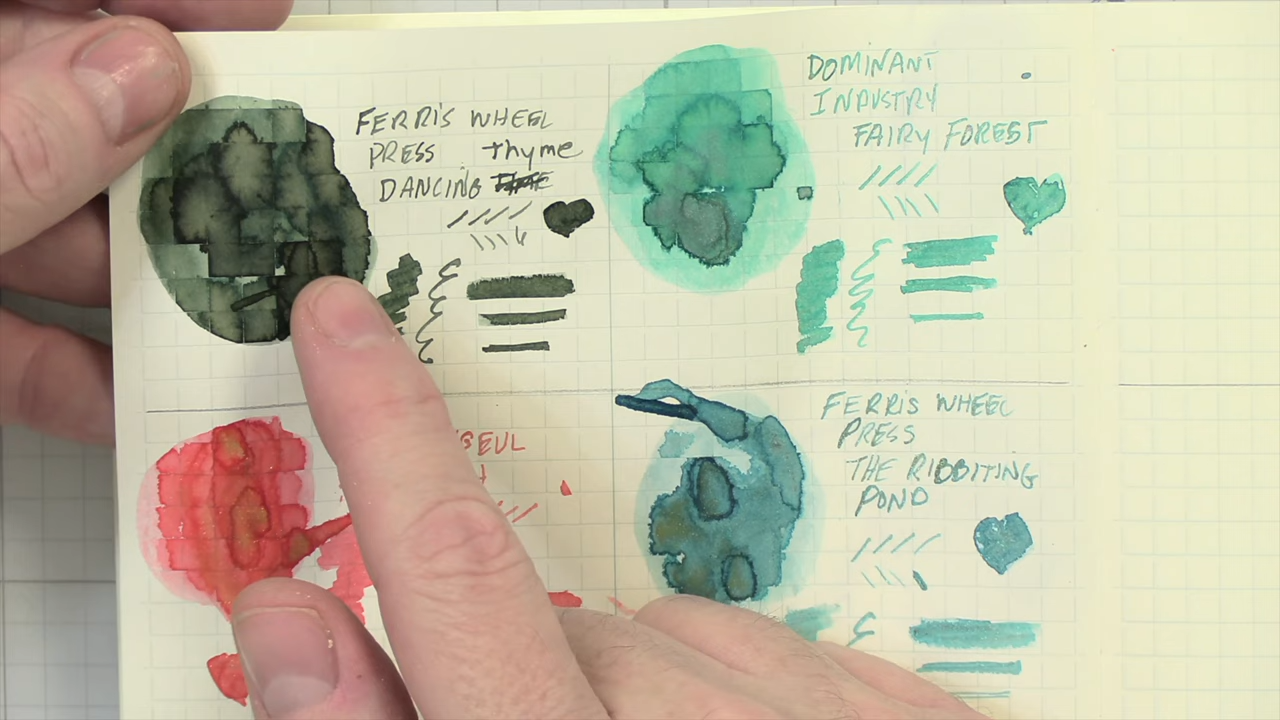 FERRIS WHEEL
PRESS thyme
DANCING
DOMINANT
INDUSTRY
FAIRY FOREST
FERRIS WHEEL
PRESS
THE RIBBITING
POND